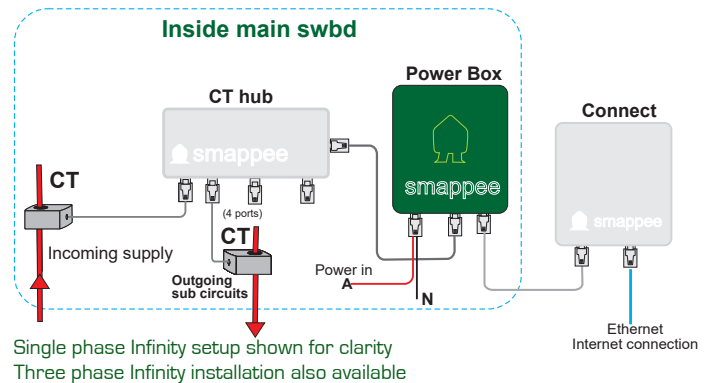 Inside main swbd
Power Box
CT hub
Connect
smappee
CT
smappee
smappee
(4 ports)
CT
Incoming supply
Power in
A
Outgoing
sub circuits
N
Ethernet
Internet connection
Single phase Infinity setup shown for clarity
Three phase Infinity installation also available